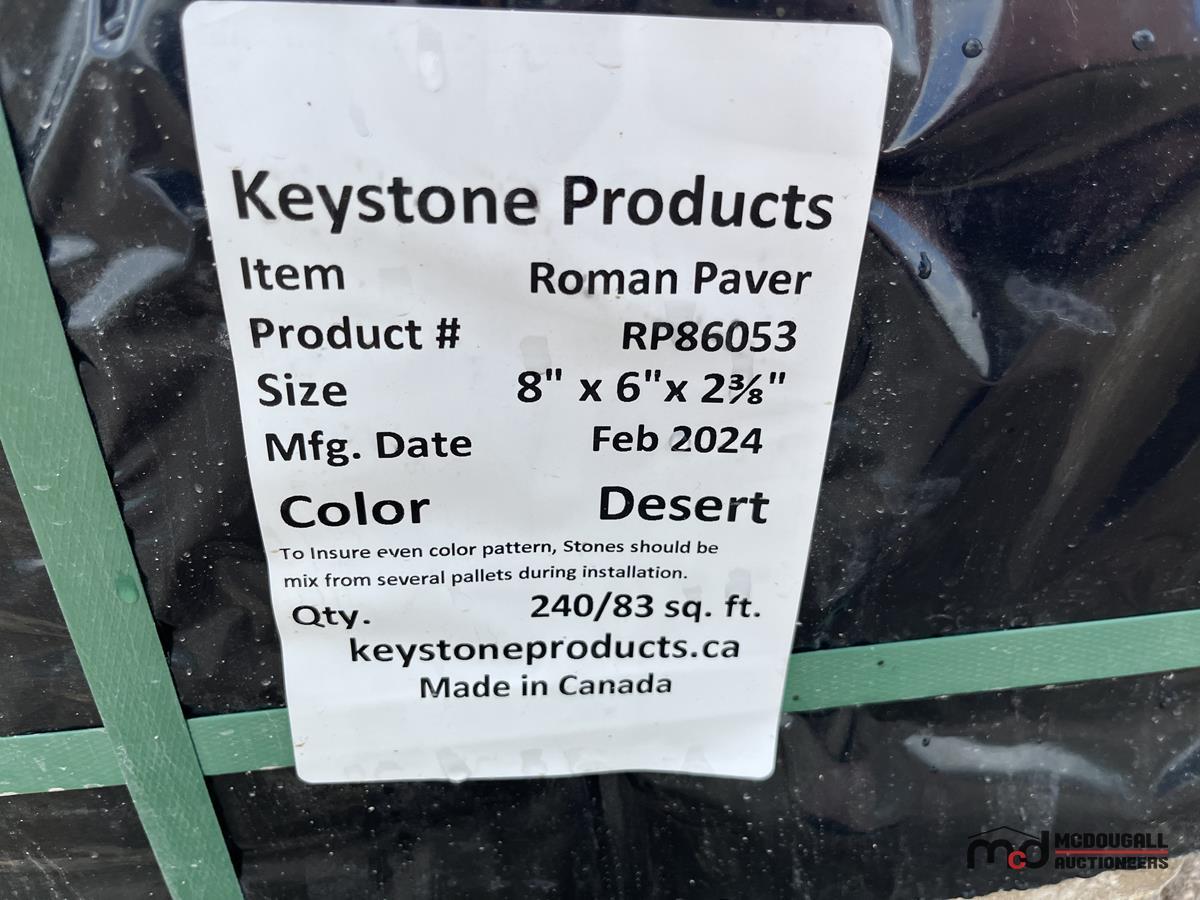 Keystone Products
Item Roman Paver
Product # RP86053
Size 8" x 6"x 2⅜"
Mfg. Date Feb 2024
Color Desert
To Insure even color pattern, Stones should be
mix from several pallets during installation.
Qty. 240/83 sq. ft.
keystoneproducts.ca
Made in Canada
mcd MCDOUGALL
AUCTIONEERS